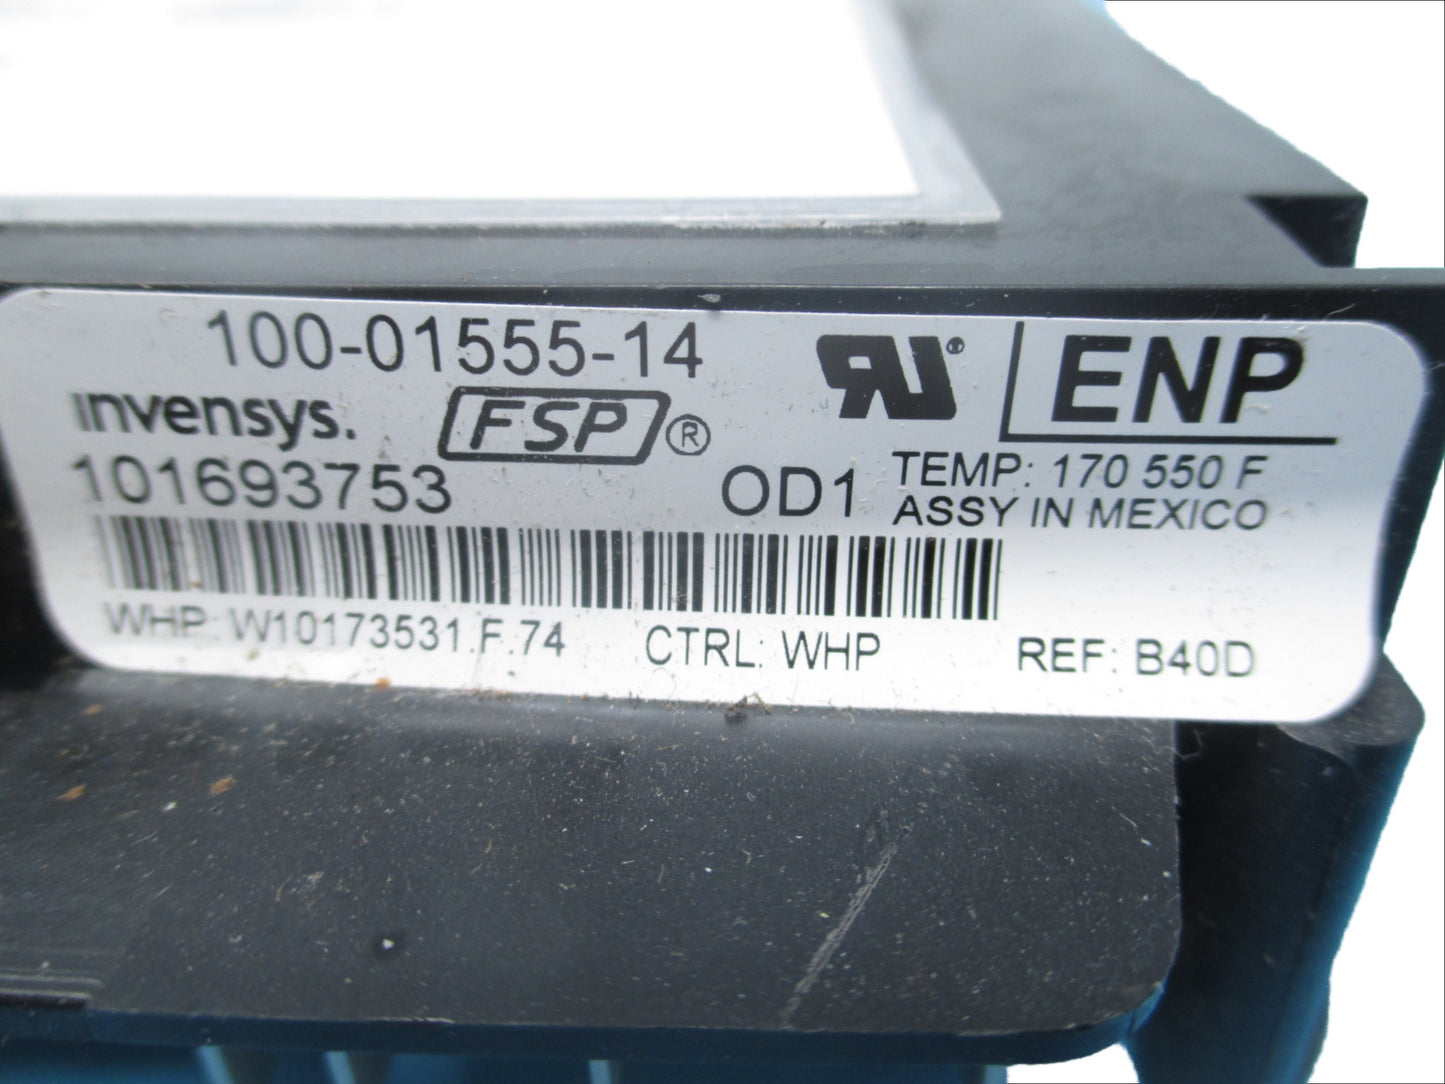 100-01555-14
invensys. FSP®
101693753 OD1
RU® ENP
TEMP: 170 550 F
ASSY IN MEXICO
WHP: W10173531.F.74 CTRL: WHP REF: B40D